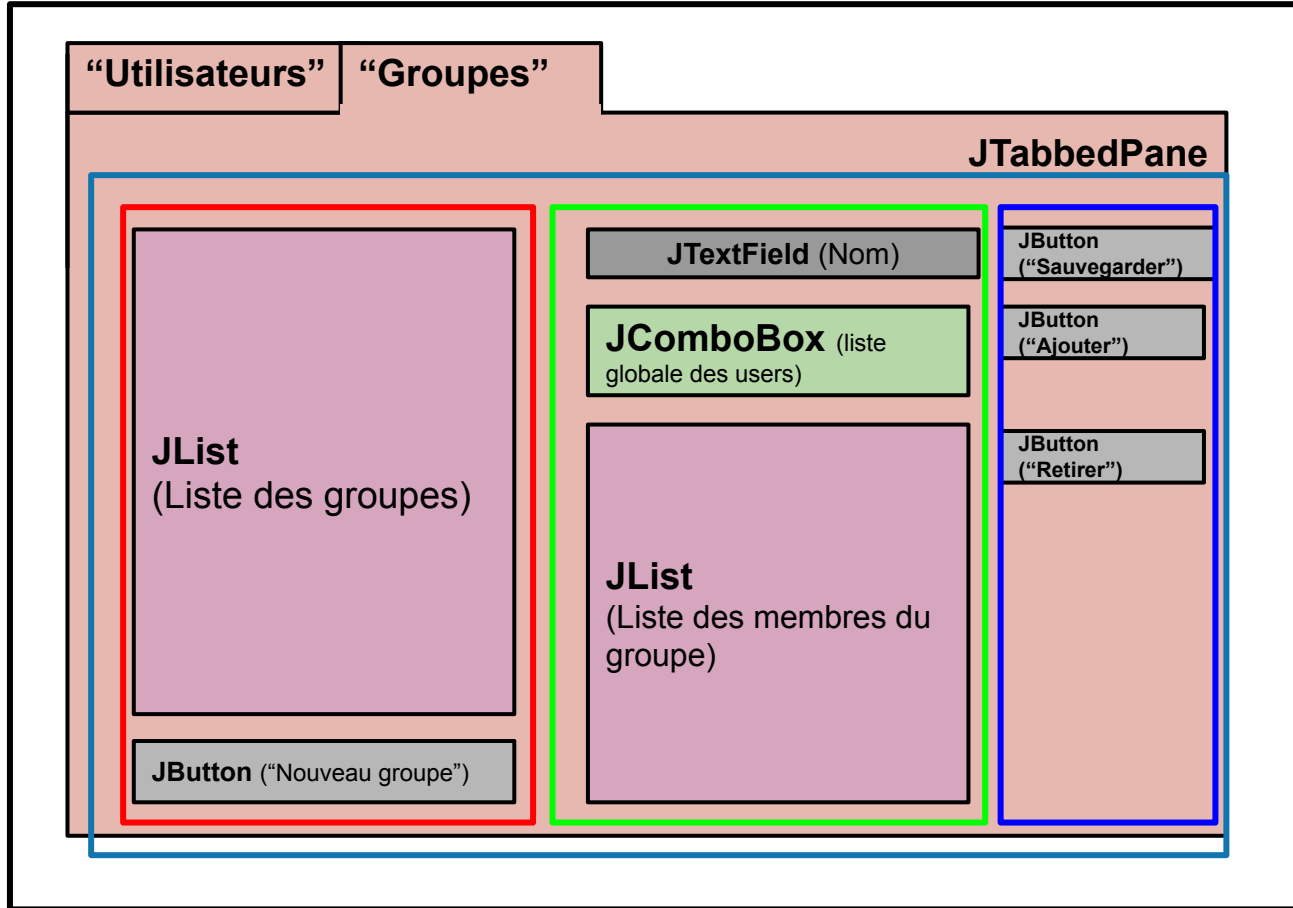 “Utilisateurs”
“Groupes”
JTabbedPane
JList
(Liste des groupes)
JButton (“Nouveau groupe”)
JTextField (Nom)
JComboBox (liste
globale des users)
JList
(Liste des membres du
groupe)
JButton
(“Sauvegarder”)
JButton
(“Ajouter”)
JButton
(“Retirer”)